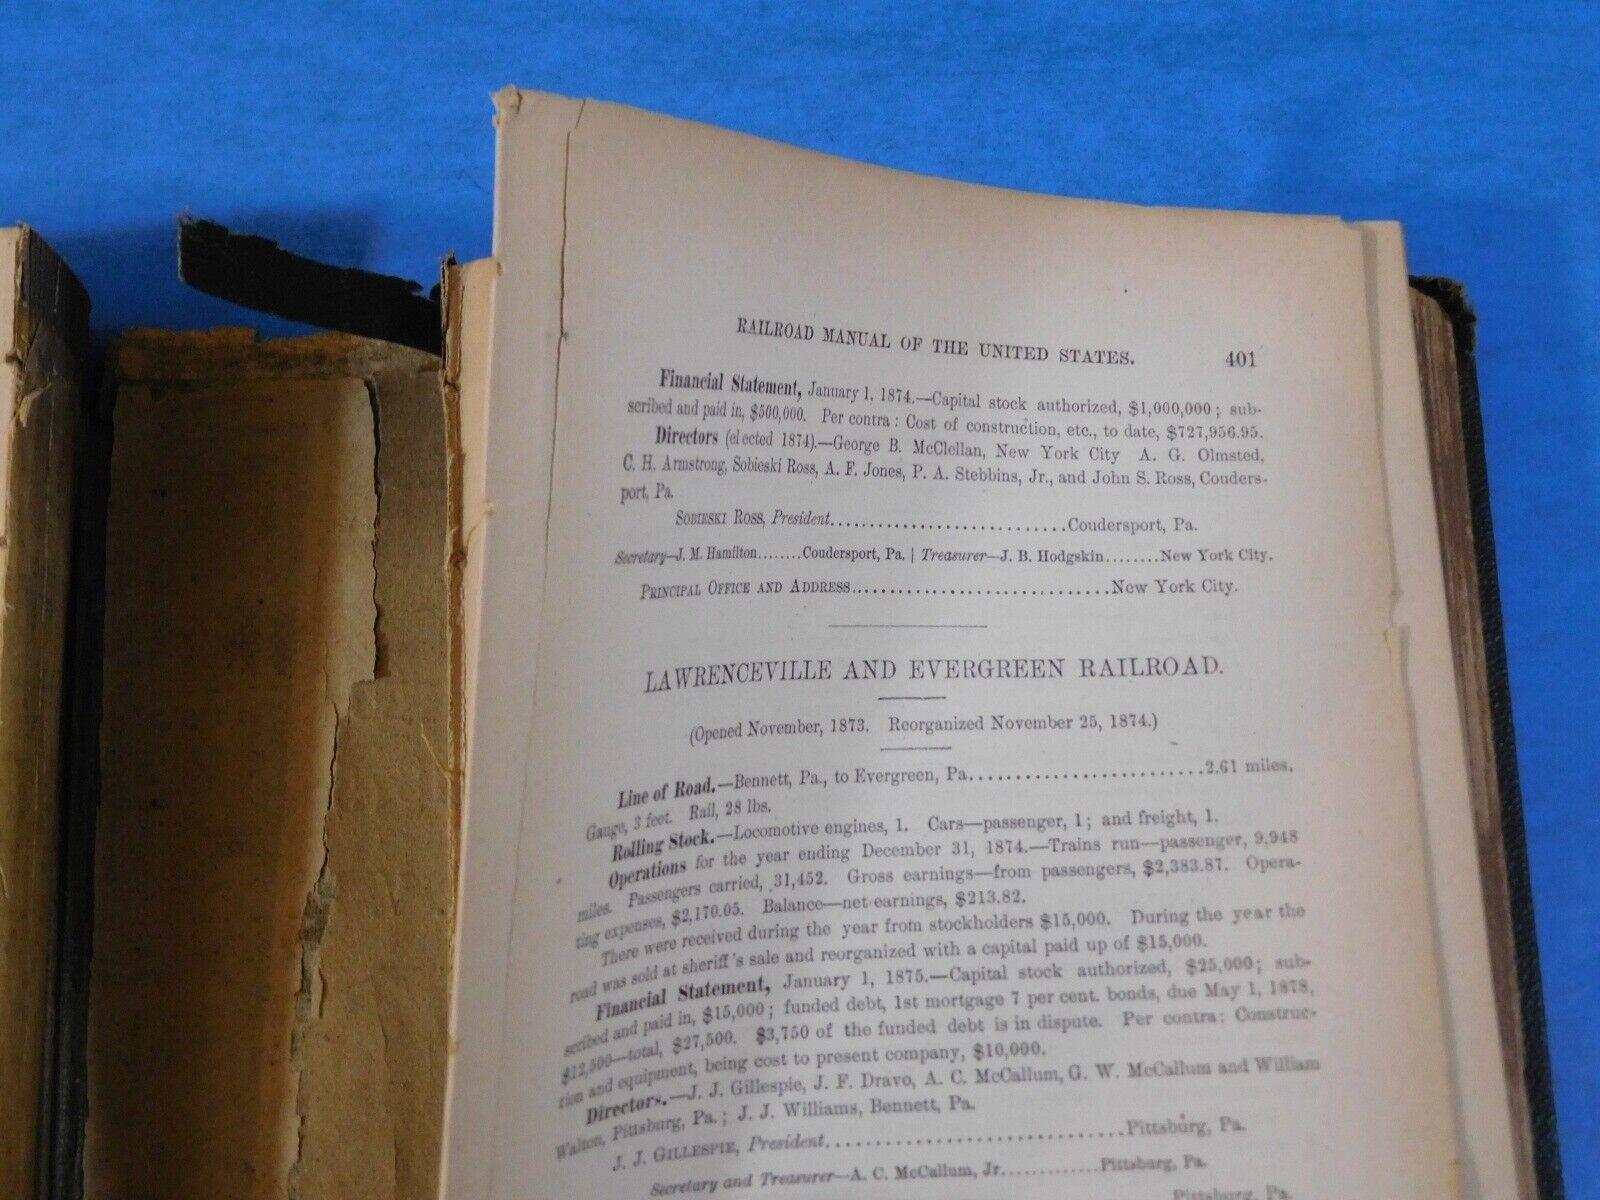 RAILROAD MANUAL OF THE UNITED STATES. 401
Financial Statement, January 1, 1874.—Capital stock authorized, $1,000,000; sub-
scribed and paid in, $500,000. Per contra: Cost of construction, etc., to date, $727,956.95.
Directors (elected 1874).—George B. McClellan, New York City A. G. Olmsted,
C. H. Armstrong, Sobieski Ross, A. F. Jones, P. A. Stebbins, Jr., and John S. Ross, Couders-
port, Pa.
SOBIESKI ROSS, President..............................Coudersport, Pa.
Secretary—J. M. Hamilton........Coudersport, Pa. | Treasurer—J. B. Hodgskin........New York City.
PRINCIPAL OFFICE AND ADDRESS..............................New York City.
LAWRENCEVILLE AND EVERGREEN RAILROAD.
(Opened November, 1873. Reorganized November 25, 1874.)
Line of Road.—Bennett, Pa., to Evergreen, Pa..............................2.61 miles.
Gauge, 3 feet. Rail, 28 lbs.
Rolling Stock.—Locomotive engines, 1. Cars—passenger, 1; and freight, 1.
Operations for the year ending December 31, 1874.—Trains run—passenger, 9,948
miles. Passengers carried, 31,452. Gross earnings—from passengers, $2,383.87. Opera-
ting expenses, $2,170.05. Balance—net earnings, $213.82.
There were received during the year from stockholders $15,000. During the year the
road was sold at sheriff's sale and reorganized with a capital paid up of $15,000.
Financial Statement, January 1, 1875.—Capital stock authorized, $25,000; sub-
scribed and paid in, $15,000; funded debt, 1st mortgage 7 per cent. bonds, due May 1, 1878,
$12,500—total, $27,500. $3,750 of the funded debt is in dispute. Per contra: Construc-
tion and equipment, being cost to present company, $10,000.
Directors.—J. J. Gillespie, J. F. Dravo, A. C. McCallum, G. W. McCallum and William
Walton, Pittsburg, Pa.; J. J. Williams, Bennett, Pa.
J. J. GILLESPIE, President..............................Pittsburg, Pa.
Secretary and Treasurer—A. C. McCallum, Jr.............Pittsburg, Pa.
Pittsburg, Pa.